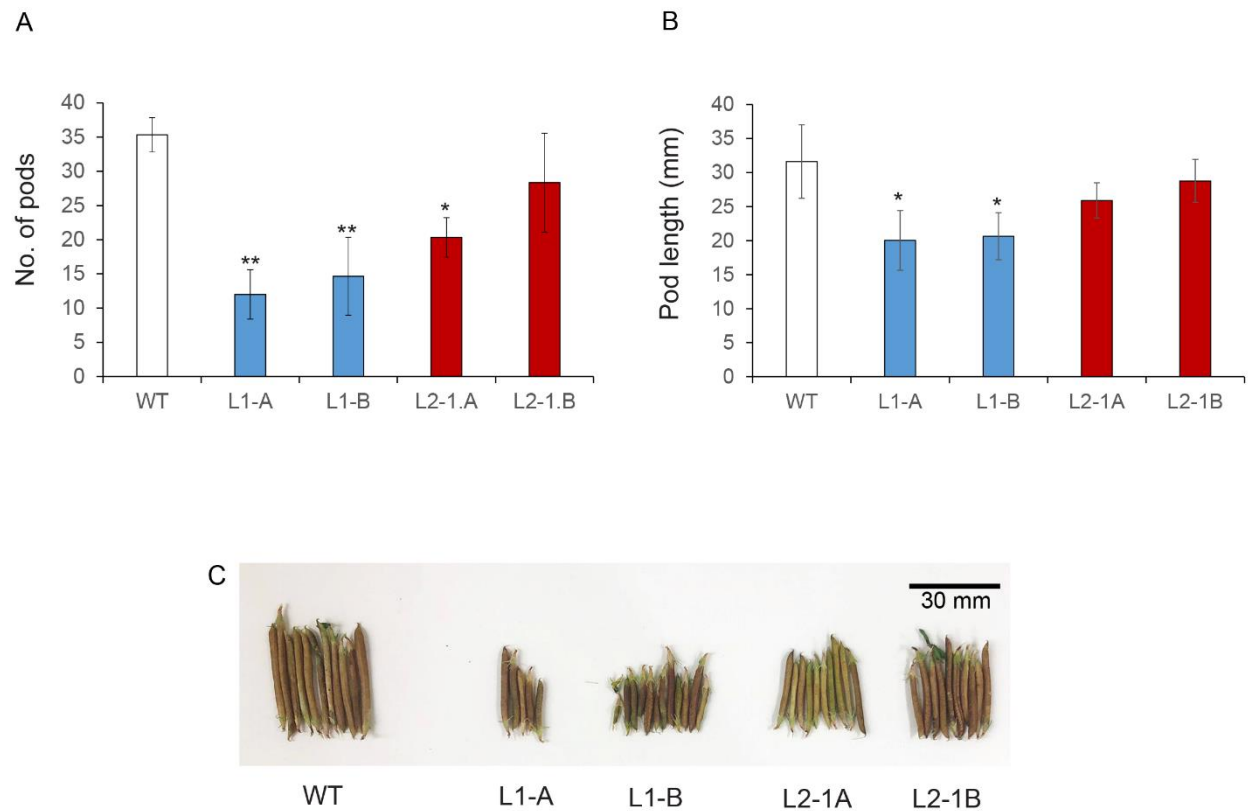 A
B
No. of pods
40
35
30
25
20
15
10
5
0
**
**
*
WT
L1-A
L1-B
L2-1.A
L2-1.B
Pod length (mm)
40
35
30
25
20
15
10
5
0
*
*
WT
L1-A
L1-B
L2-1A
L2-1B
C
30 mm
WT
L1-A
L1-B
L2-1A
L2-1B